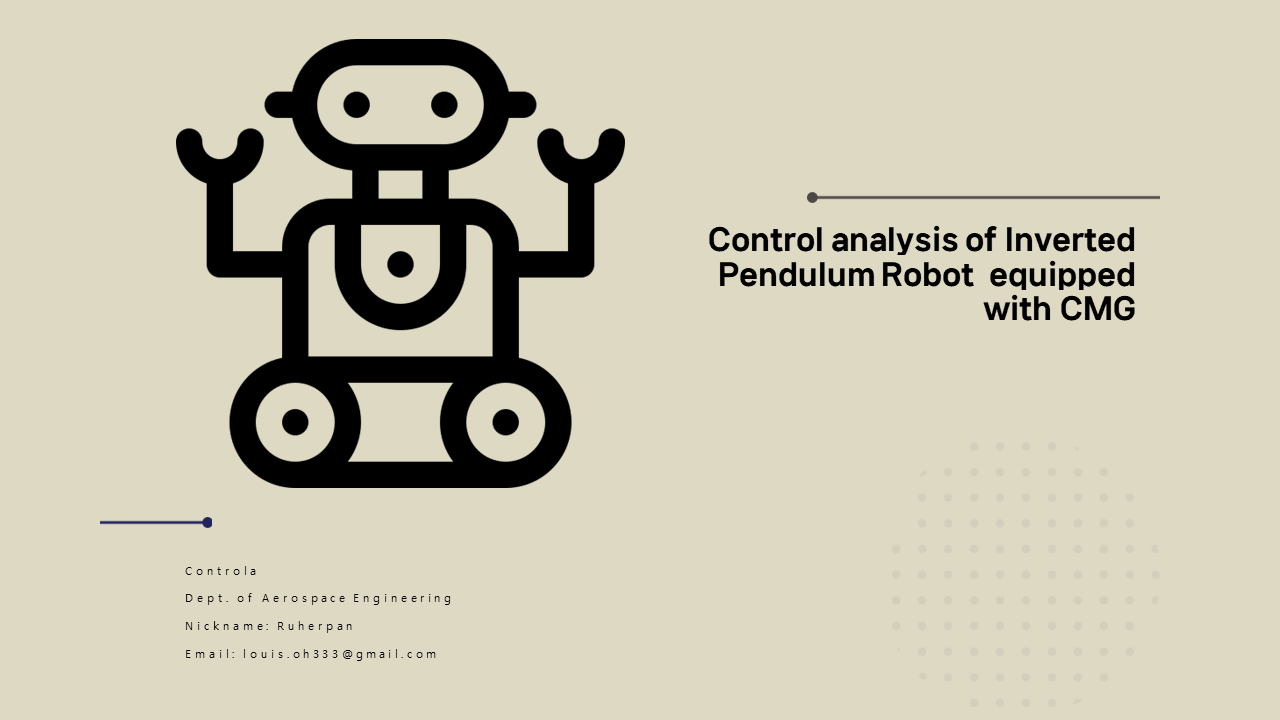 Control analysis of Inverted
Pendulum Robot equipped
with CMG
Controla
Dept. of Aerospace Engineering
Nickname: Ruherpan
Email: louis.oh333@gmail.com